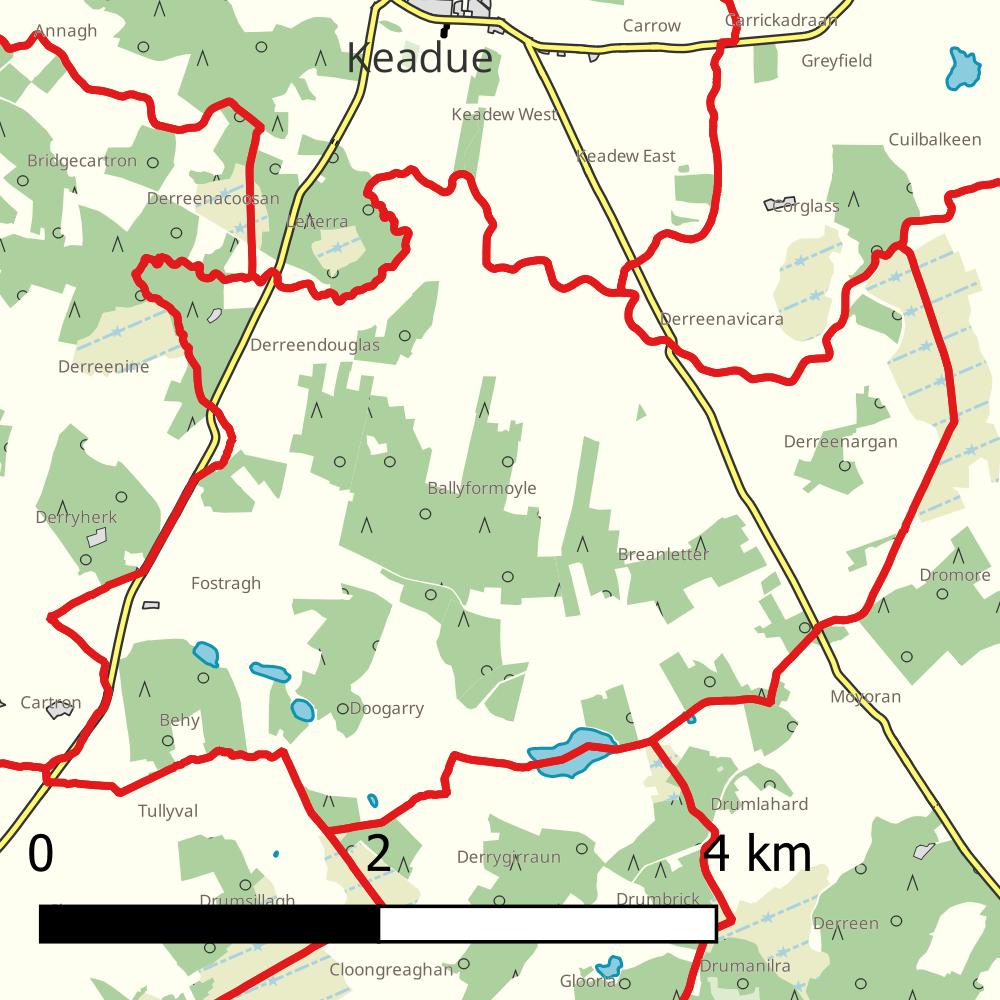 Annagh
Carrow
Carrickadraan
Keadue
Greyfield
Keadew West
Cuilbalkeen
Bridgecartron
Keadew East
Derreenacoosan
Corglass
Leiterra
Derreenavicara
Derreendouglas
Derreenine
Derreenargan
Ballyformoyle
Derryherk
Breanletter
Dromore
Fostragh
Moyoran
Cartron
Doogarry
Behy
Drumlahard
Tullyval
0 2 4 km
Derrygirraun
Drumsillagh
Drumbrick
Derreen
Cloongreaghan
Drumanilra
Glooria